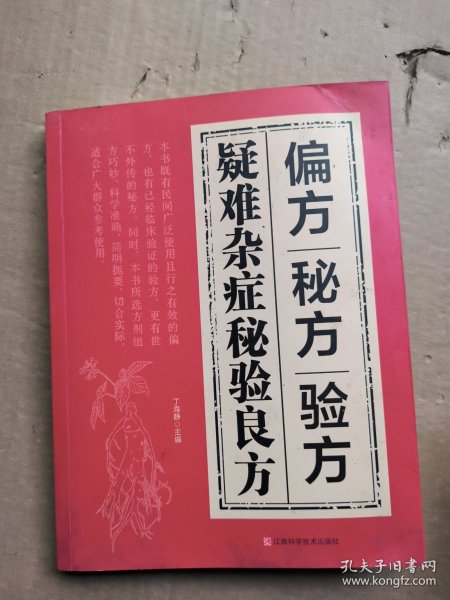 偏方
秘方
验方
疑难杂症秘验良方
本书既有民间广泛使用且行之有效的偏
方，也有已经临床验证的验方，更有世
不外传的秘方。同时，本书所选方剂组
方巧妙、科学准确、简明扼要、切合实际，
适合广大群众参考使用。
丁海静 主编
江西科学技术出版社
孔夫子旧书网
www.kongfz.com